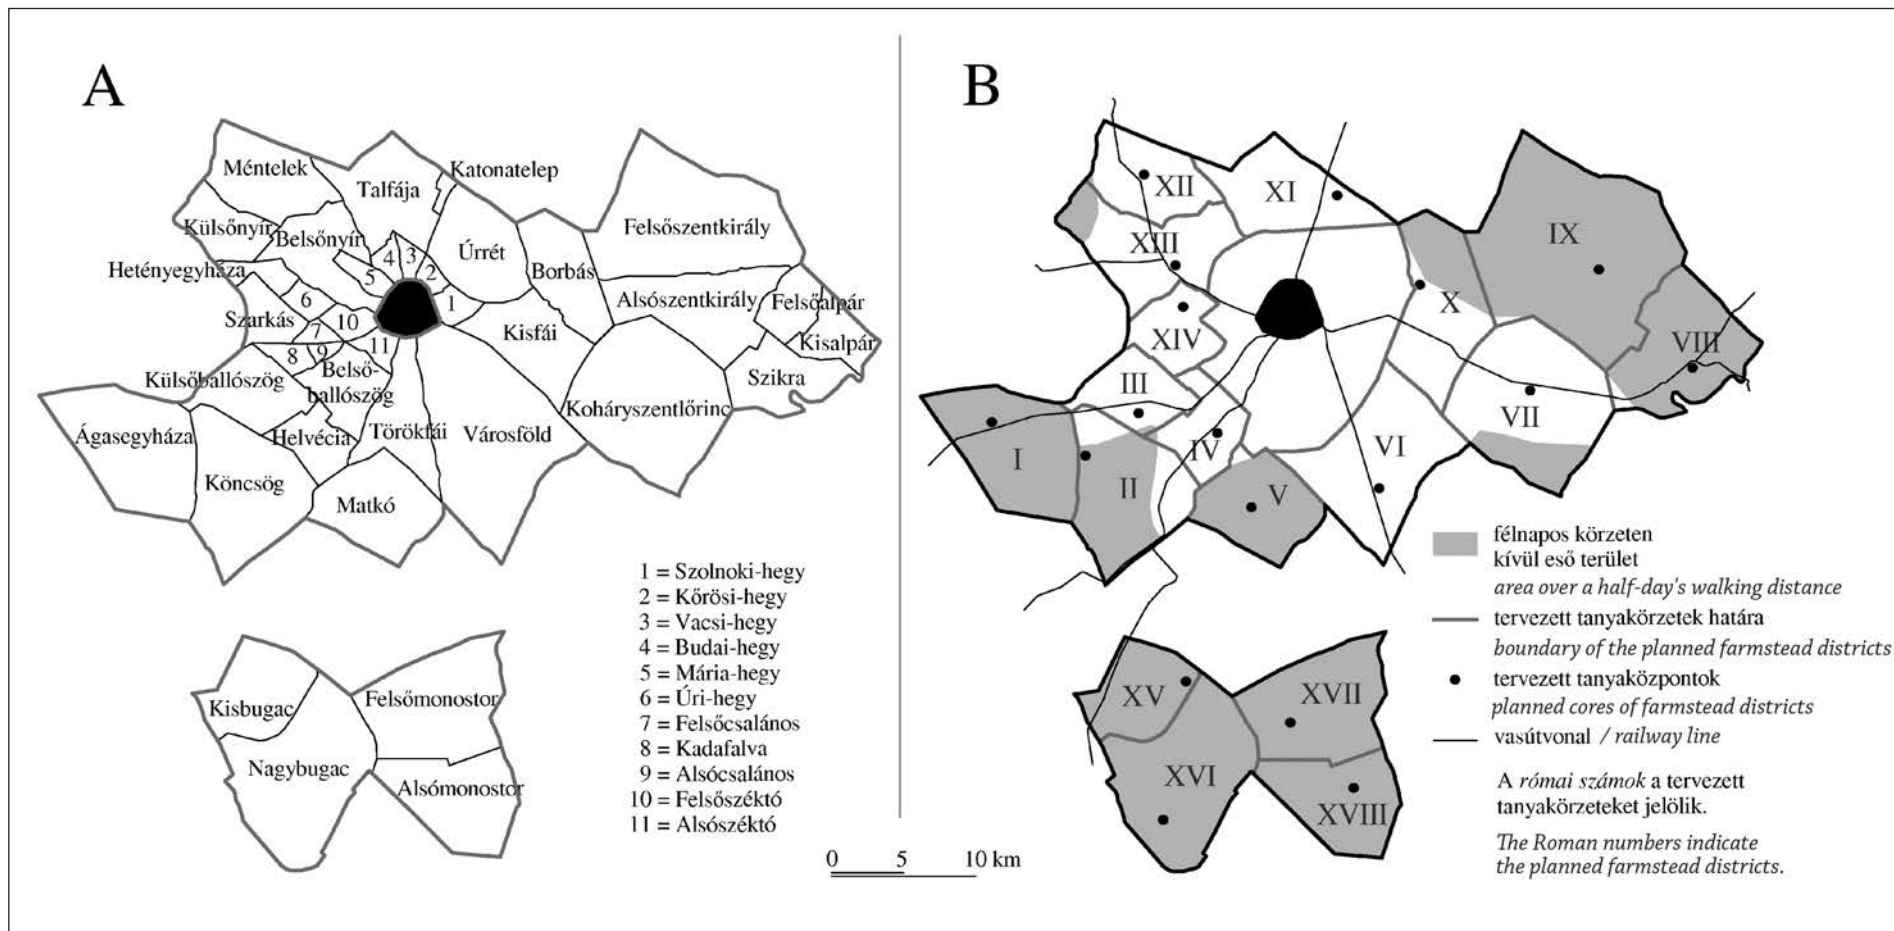 A
Méntelek
Talfája
Katonatelep
Külsőnyír
Belsőnyír
Úrrét
Felsőszentkirály
Borbás
Hetényegyháza
4
3
2
5
6
1
10
7
8
9
11
Alsószentkirály
Felsőalpár
Szarkás
Kisfái
Kisalpár
Külsőballószög
Belső-
ballószög
Szikra
Koháryszentlőrinc
Ágasegyháza
Helvécia
Törökfái
Városföld
Köncsög
Matkó
Kisbugac
Felsőmonostor
Nagybugac
Alsómonostor
1 = Szolnoki-hegy
2 = Kőrösi-hegy
3 = Vacsi-hegy
4 = Budai-hegy
5 = Mária-hegy
6 = Úri-hegy
7 = Felsőcsalános
8 = Kadafalva
9 = Alsócsalános
10 = Felsőszéktó
11 = Alsószéktó
0 5 10 km
B
XII
XI
IX
XIII
X
XIV
VIII
III
VII
IV
VI
I
II
V
XV
XVII
XVI
XVIII
félnapos körzeten
kívül eső terület
area over a half-day's walking distance
tervezett tanyakörzetek határa
boundary of the planned farmstead districts
tervezett tanyaközpontok
planned cores of farmstead districts
vasútvonal / railway line
A római számok a tervezett
tanyakörzeteket jelölik.
The Roman numbers indicate
the planned farmstead districts.